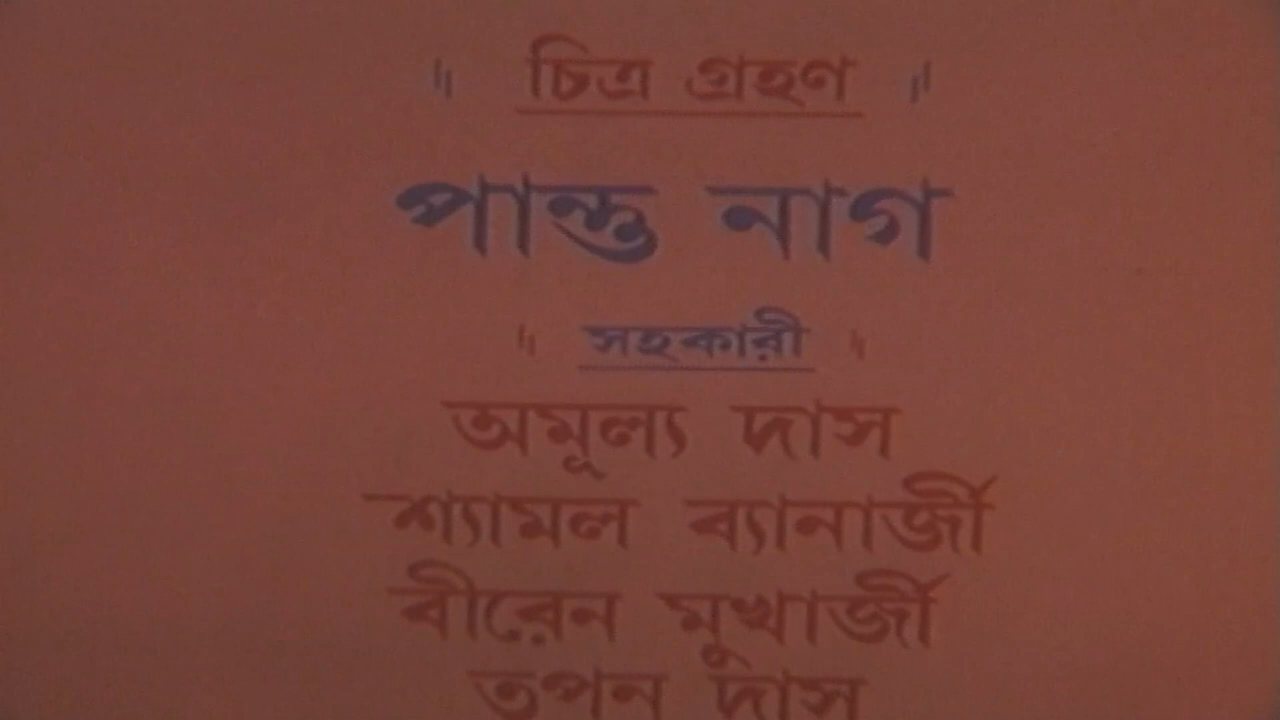 ॥ চিত্র গ্রহণ ॥
পান্তু নাগ
॥ সহকারী ॥
অমূল্য দাস
শ্যামল ব্যানার্জী
বীরেন মুখার্জী
তপন দাস